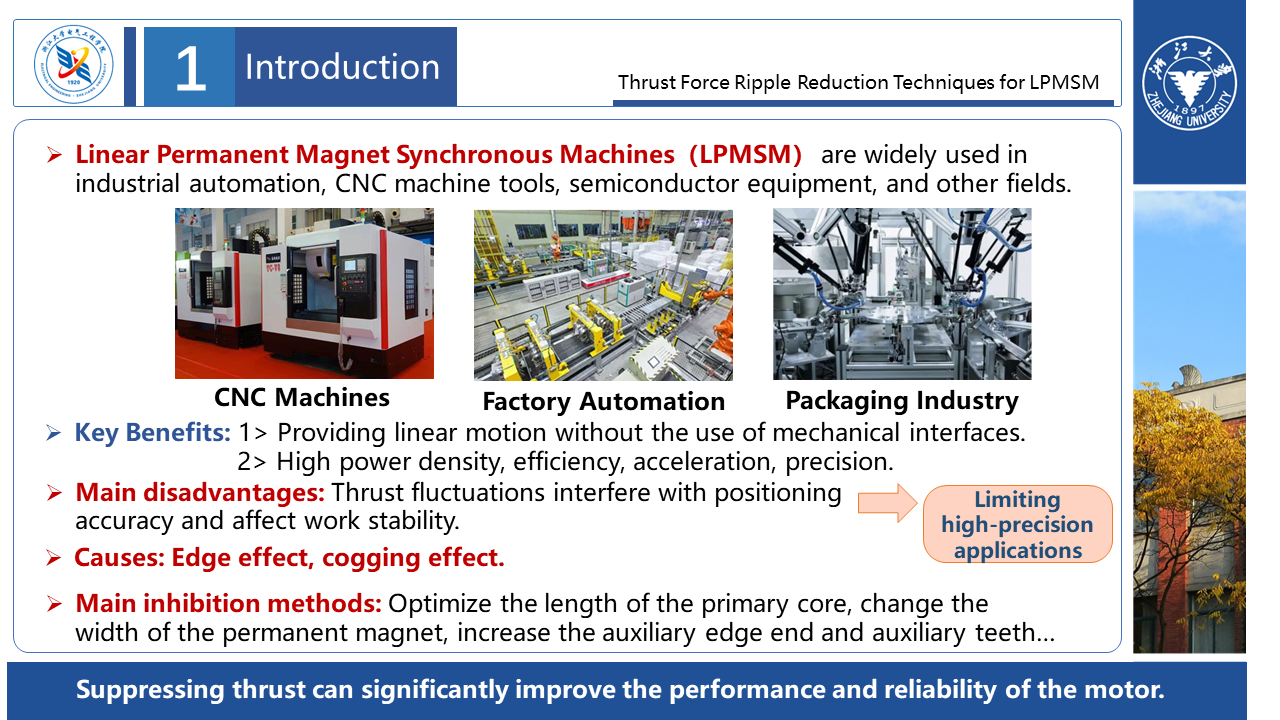 1
Introduction
Thrust Force Ripple Reduction Techniques for LPMSM
1897
ZHEJIANG UNIVERSITY
1920
➢ Linear Permanent Magnet Synchronous Machines（LPMSM） are widely used in
industrial automation, CNC machine tools, semiconductor equipment, and other fields.
CNC Machines
Factory Automation
Packaging Industry
➢ Key Benefits: 1> Providing linear motion without the use of mechanical interfaces.
2> High power density, efficiency, acceleration, precision.
➢ Main disadvantages: Thrust fluctuations interfere with positioning
accuracy and affect work stability.
Limiting
high-precision
applications
➢ Causes: Edge effect, cogging effect.
➢ Main inhibition methods: Optimize the length of the primary core, change the
width of the permanent magnet, increase the auxiliary edge end and auxiliary teeth...
Suppressing thrust can significantly improve the performance and reliability of the motor.